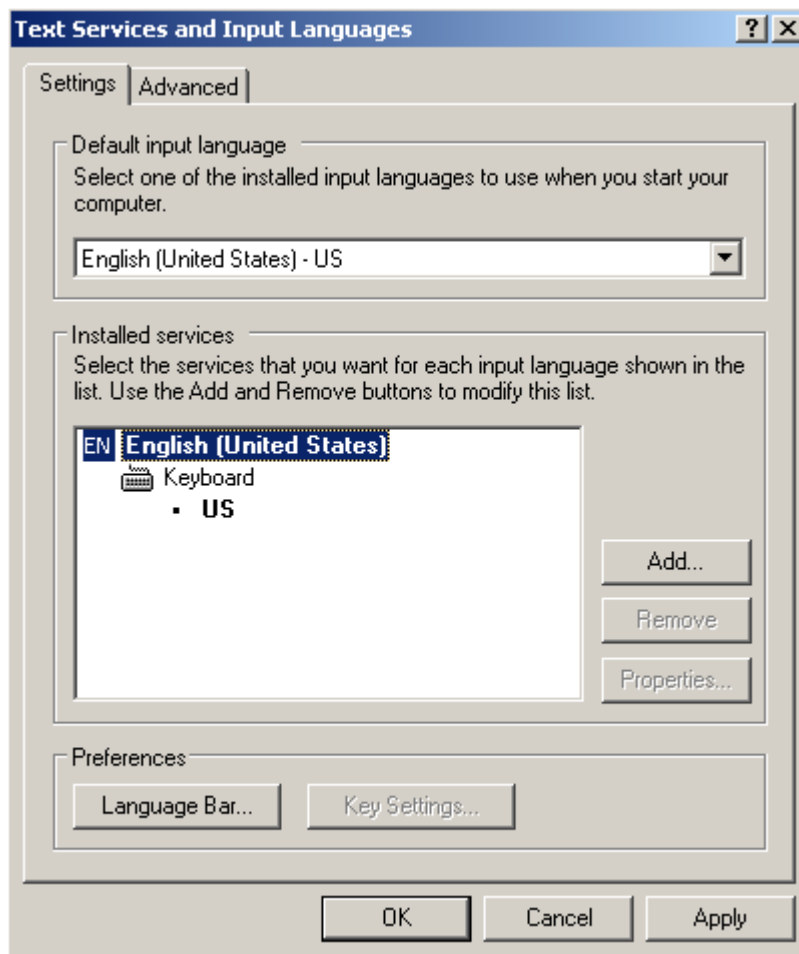 Text Services and Input Languages
Settings
Advanced
Default input language
Select one of the installed input languages to use when you start your
computer.
English (United States) - US
Installed services
Select the services that you want for each input language shown in the
list. Use the Add and Remove buttons to modify this list.
EN English (United States)
Keyboard
US
Add...
Remove
Properties...
Preferences
Language Bar...
Key Settings...
OK
Cancel
Apply